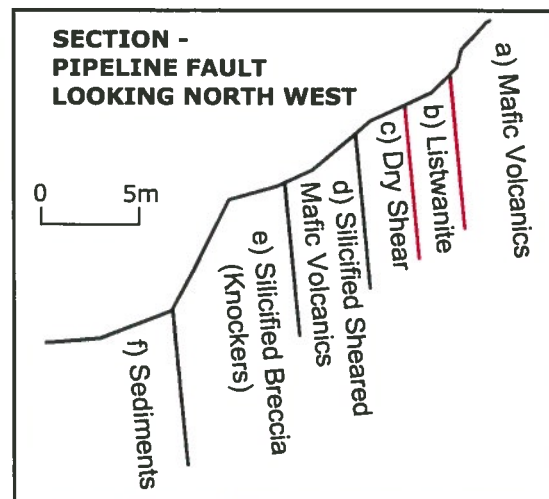 SECTION -
PIPELINE FAULT
LOOKING NORTH WEST
0 5m
a) Mafic Volcanics
b) Listwanite
c) Dry Shear
d) Silicified Sheared
Mafic Volcanics
e) Silicified Breccia
(Knockers)
f) Sediments